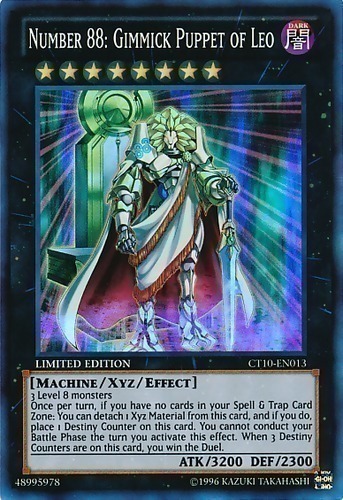 NUMBER 88: GIMMICK PUPPET OF LEO
DARK
闇
LIMITED EDITION
CT10-EN013
[MACHINE/XYZ/EFFECT]
3 Level 8 monsters
Once per turn, if you have no cards in your Spell & Trap Card
Zone: You can detach 1 Xyz Material from this card, and if you do,
place 1 Destiny Counter on this card. You cannot conduct your
Battle Phase the turn you activate this effect. When 3 Destiny
Counters are on this card, you win the Duel.
ATK/3200 DEF/2300
48995978
©1996 KAZUKI TAKAHASHI